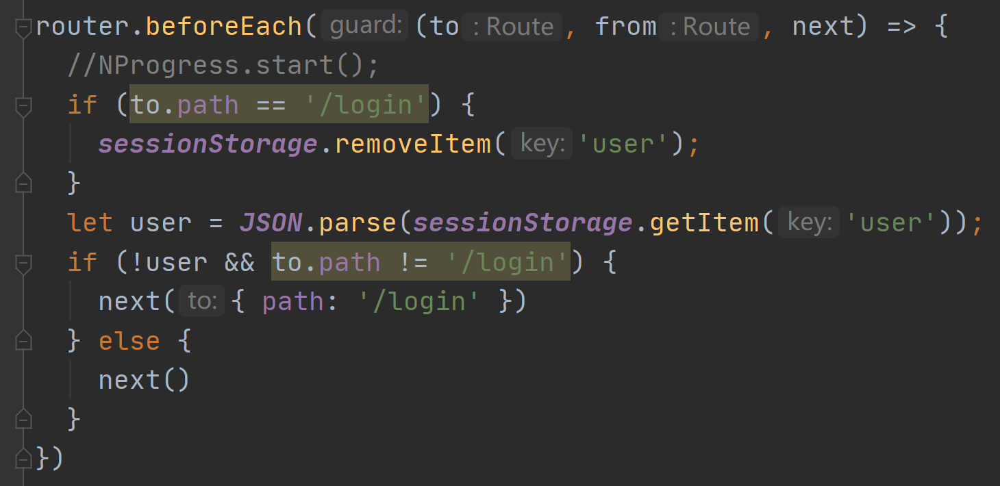 router.beforeEach( guard: (to : Route, from : Route, next) => {
//NProgress.start();
if (to.path == '/login') {
sessionStorage.removeItem( key: 'user');
}
let user = JSON.parse(sessionStorage.getItem( key: 'user'));
if (!user && to.path != '/login') {
next( to: { path: '/login' })
} else {
next()
}
})